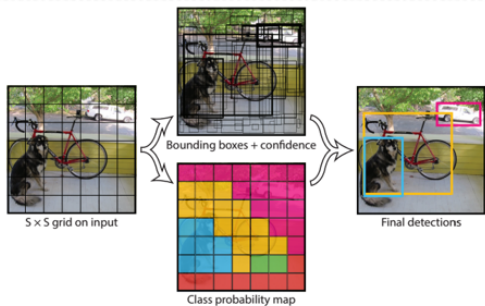 Bounding boxes + confidence
S × S grid on input
Final detections
Class probability map